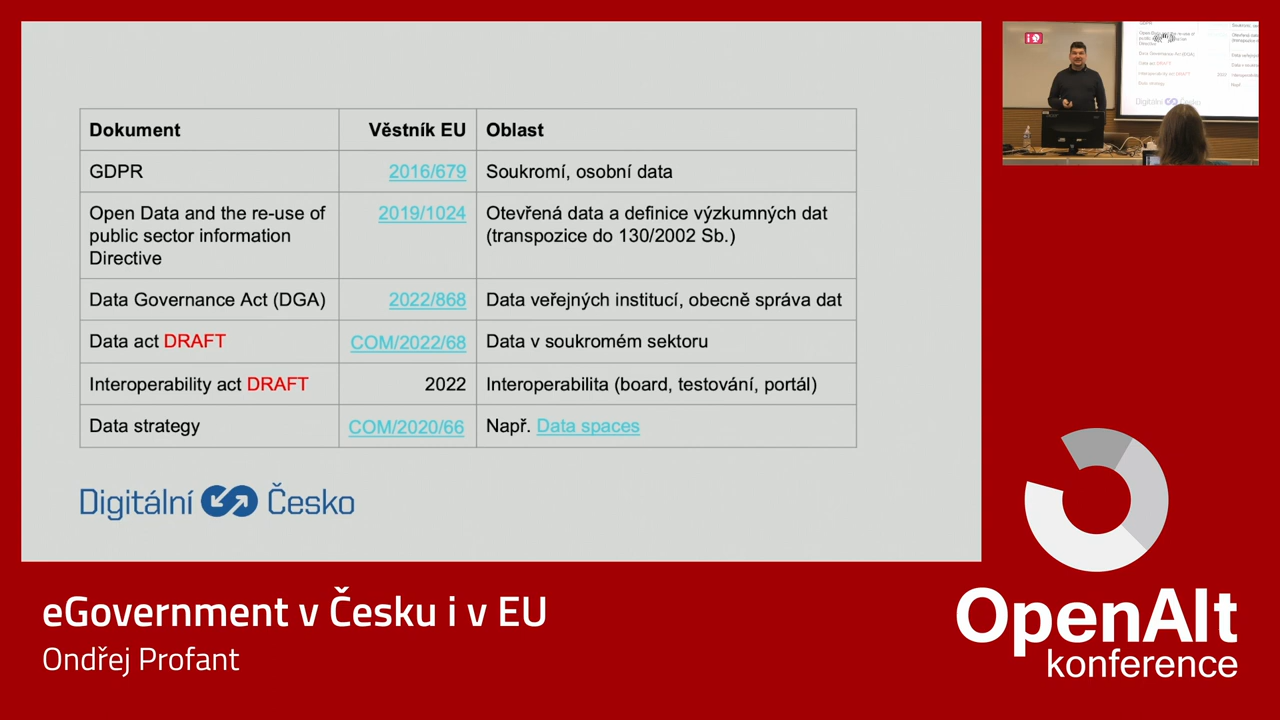 Dokument Věstník EU Oblast
GDPR 2016/679 Soukromí, osobní data
Open Data and the re-use of 2019/1024 Otevřená data a definice výzkumných dat
public sector information (transpozice do 130/2002 Sb.)
Directive
Data Governance Act (DGA) 2022/868 Data veřejných institucí, obecně správa dat
Data act DRAFT COM/2022/68 Data v soukromém sektoru
Interoperability act DRAFT 2022 Interoperabilita (board, testování, portál)
Data strategy COM/2020/66 Např. Data spaces
Digitální Česko
eGovernment v Česku i v EU
Ondřej Profant
OpenAlt
konference